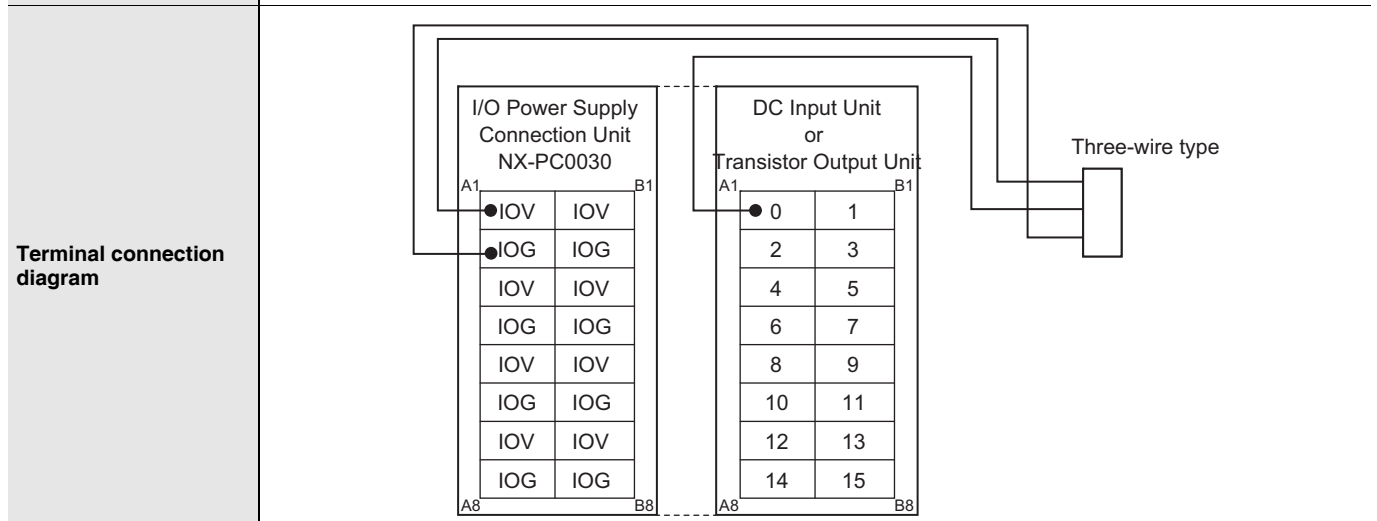 Terminal connection
diagram
I/O Power Supply
Connection Unit
NX-PC0030
A1 B1
IOV IOV
IOG IOG
IOV IOV
IOG IOG
IOV IOV
IOG IOG
IOV IOV
IOG IOG
A8 B8
DC Input Unit
or
Transistor Output Unit
A1 B1
0 1
2 3
4 5
6 7
8 9
10 11
12 13
14 15
A8 B8
Three-wire type